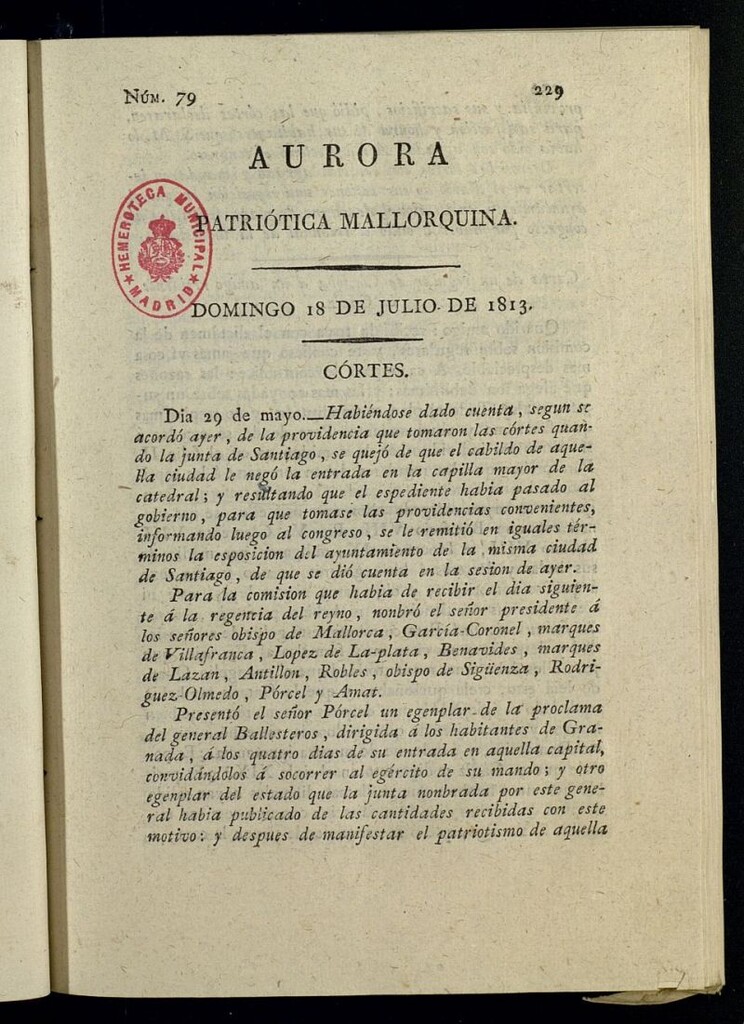 NÚM. 79
229
AURORA
PATRIÓTICA MALLORQUINA.
HEMEROTECA MUNICIPAL
MADRID
DOMINGO 18 DE JULIO DE 1813.
CÓRTES.
Dia 29 de mayo.__Habiéndose dado cuenta, segun se
acordó ayer, de la providencia que tomaron las córtes quan-
do la junta de Santiago, se quejó de que el cabildo de aque-
lla ciudad le negó la entrada en la capilla mayor de la
catedral; y resultando que el espediente habia pasado al
gobierno, para que tomase las providencias convenientes,
informando luego al congreso, se le remitió en iguales tér-
minos la esposicion del ayuntamiento de la misma ciudad
de Santiago, de que se dió cuenta en la sesion de ayer.
Para la comision que habia de recibir el dia siguien-
te á la regencia del reyno, nonbró el señor presidente á
los señores obispo de Mallorca, García-Coronel, marques
de Villafranca, Lopez de La-plata, Benavides, marques
de Lazan, Antillon, Robles, obispo de Sigüenza, Rodri-
guez-Olmedo, Pórcel y Amat.
Presentó el señor Pórcel un egenplar de la proclama
del general Ballesteros, dirigida á los habitantes de Gra-
nada, á los quatro dias de su entrada en aquella capital,
convidándolos á socorrer al egército de su mando; y otro
egenplar del estado que la junta nonbrada por este gene-
ral habia publicado de las cantidades recibidas con este
motivo: y despues de manifestar el patriotismo de aquella